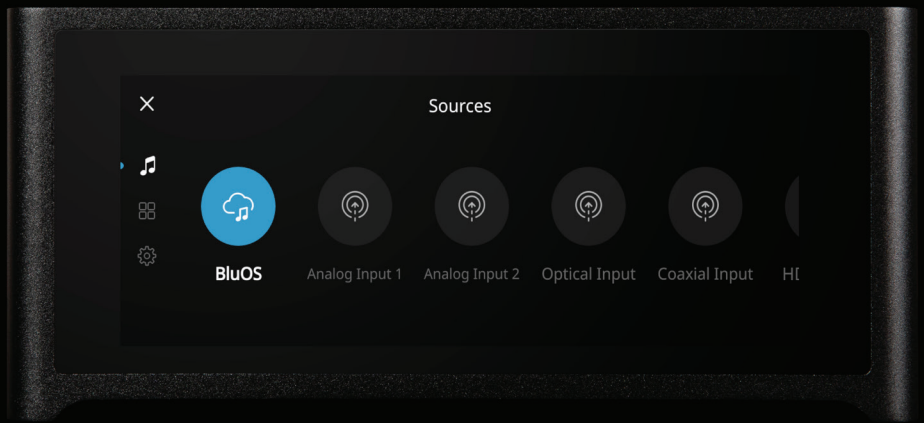 Sources
BluOS
Analog Input 1
Analog Input 2
Optical Input
Coaxial Input